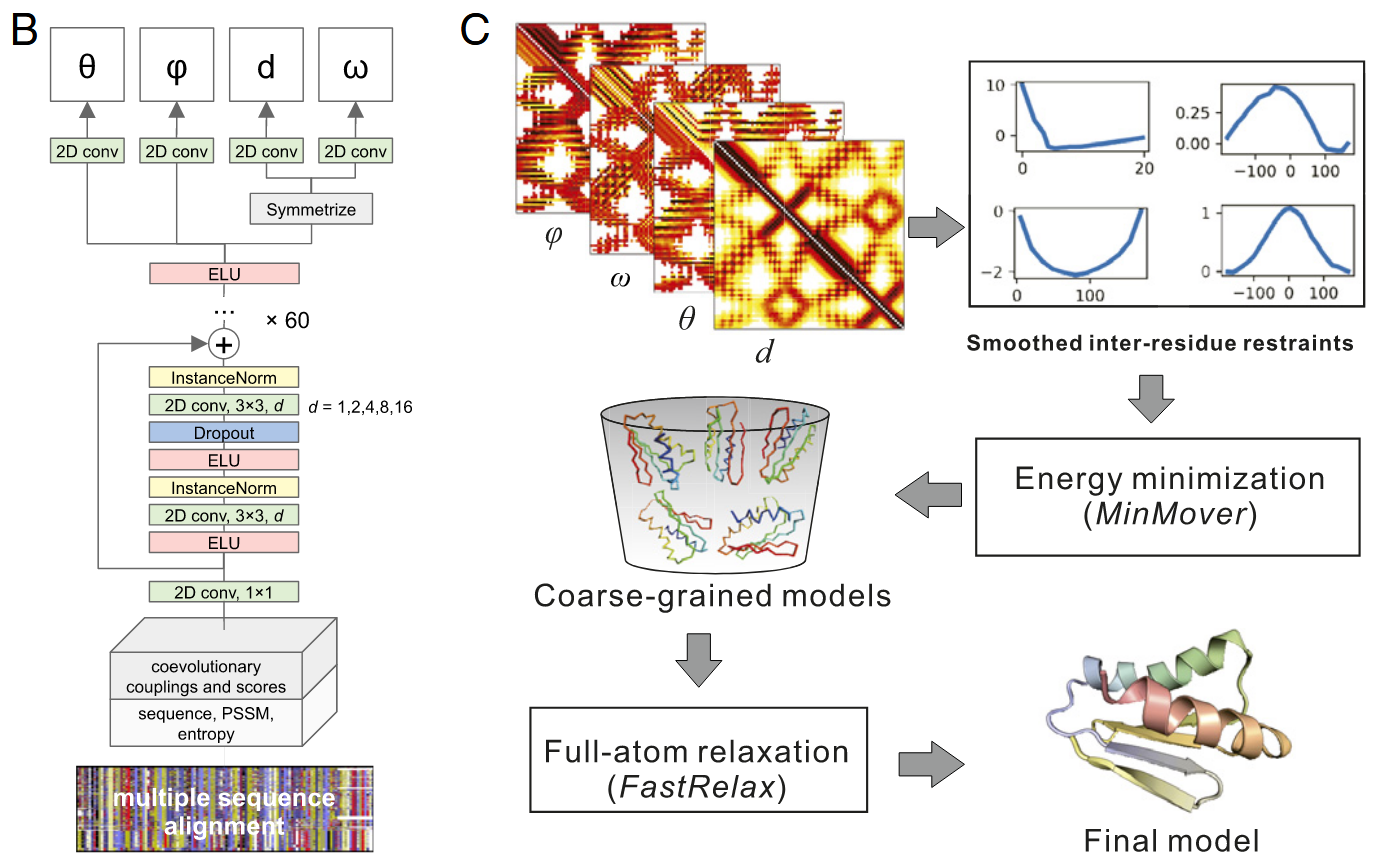 B
θ
φ
d
ω
2D conv
2D conv
2D conv
2D conv
Symmetrize
ELU
...
× 60
+
InstanceNorm
2D conv, 3×3, d
d = 1,2,4,8,16
Dropout
ELU
InstanceNorm
2D conv, 3×3, d
ELU
2D conv, 1×1
coevolutionary
couplings and scores
sequence, PSSM,
entropy
multiple sequence
alignment
C
φ
ω
θ
d
10
0
0
20
0.25
0.00
−100
0
100
0
−2
0
100
1
0
−100
0
100
Smoothed inter-residue restraints
Energy minimization
(MinMover)
Coarse-grained models
Full-atom relaxation
(FastRelax)
Final model